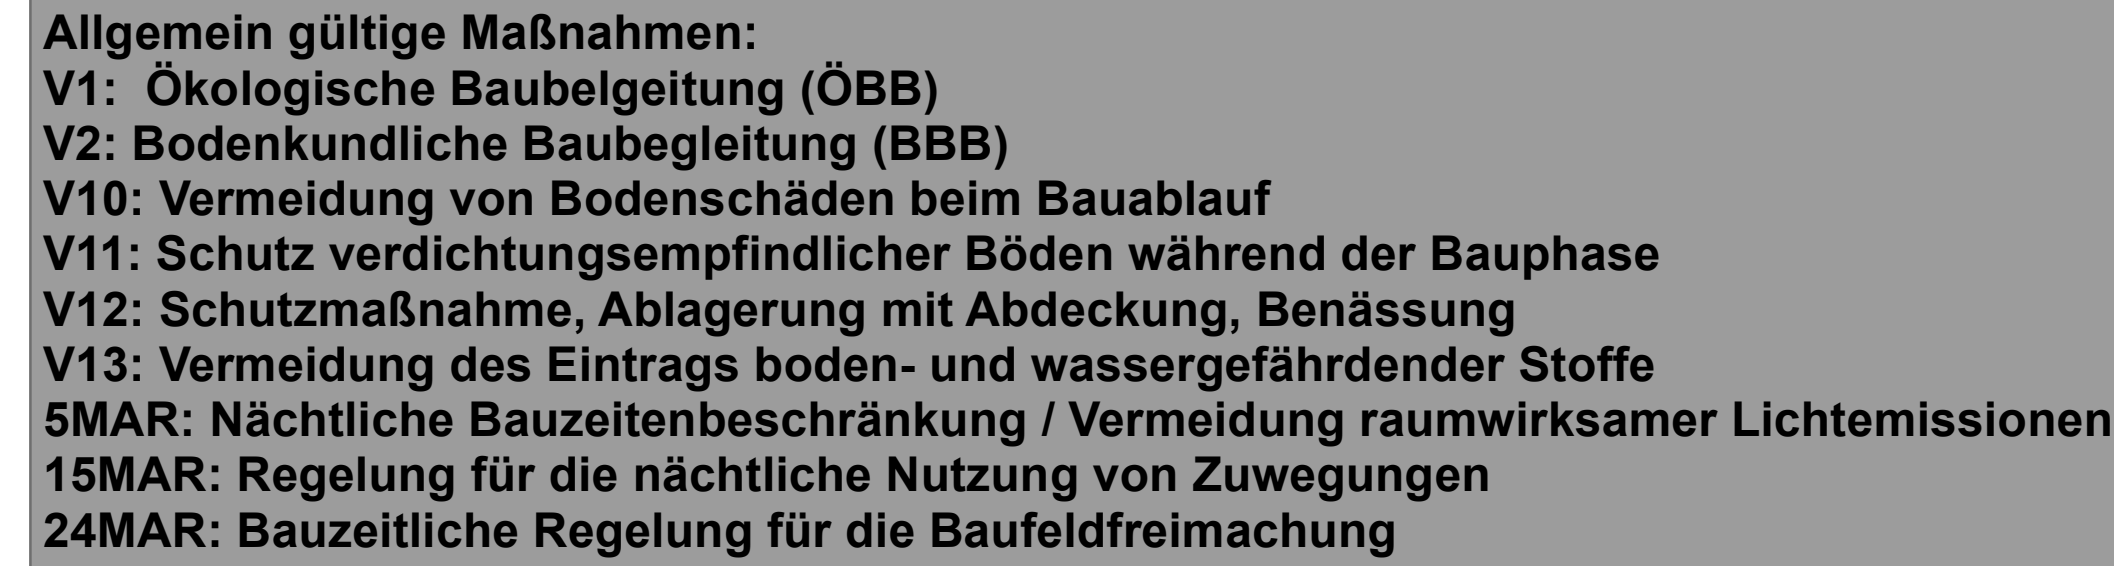 Allgemein gültige Maßnahmen:
V1:  Ökologische Baubelgeitung (ÖBB)
V2: Bodenkundliche Baubegleitung (BBB)
V10: Vermeidung von Bodenschäden beim Bauablauf
V11: Schutz verdichtungsempfindlicher Böden während der Bauphase
V12: Schutzmaßnahme, Ablagerung mit Abdeckung, Benässung
V13: Vermeidung des Eintrags boden- und wassergefährdender Stoffe
5MAR: Nächtliche Bauzeitenbeschränkung / Vermeidung raumwirksamer Lichtemissionen
15MAR: Regelung für die nächtliche Nutzung von Zuwegungen
24MAR: Bauzeitliche Regelung für die Baufeldfreimachung